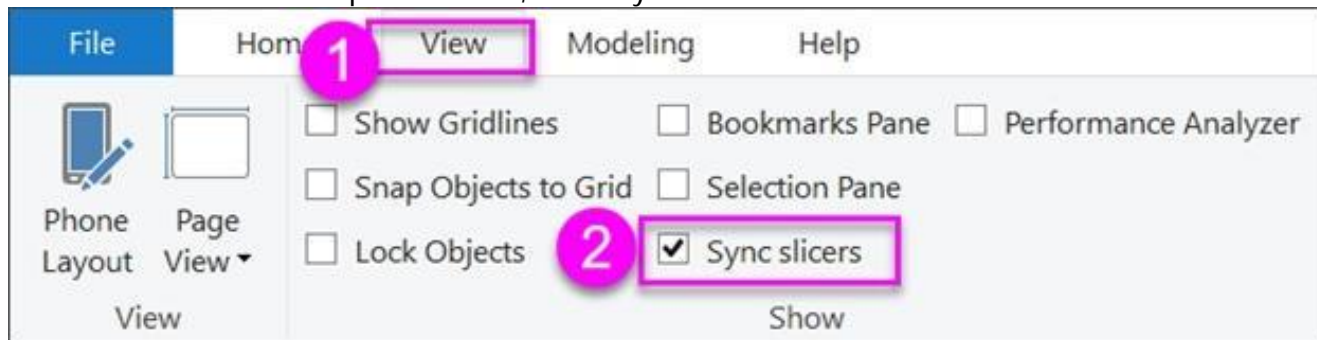 File Hom View Modeling Help
1
Show Gridlines Bookmarks Pane Performance Analyzer
Snap Objects to Grid Selection Pane
Phone Page
Layout View
Lock Objects 2 Sync slicers
View Show